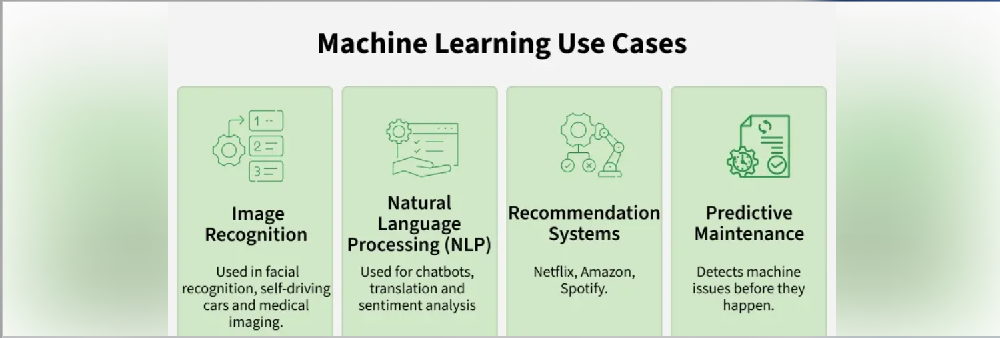 Machine Learning Use Cases
1
2
3
Image
Recognition
Used in facial
recognition, self-driving
cars and medical
imaging.
Natural
Language
Processing (NLP)
Used for chatbots,
translation and
sentiment analysis
Recommendation
Systems
Netflix, Amazon,
Spotify.
Predictive
Maintenance
Detects machine
issues before they
happen.